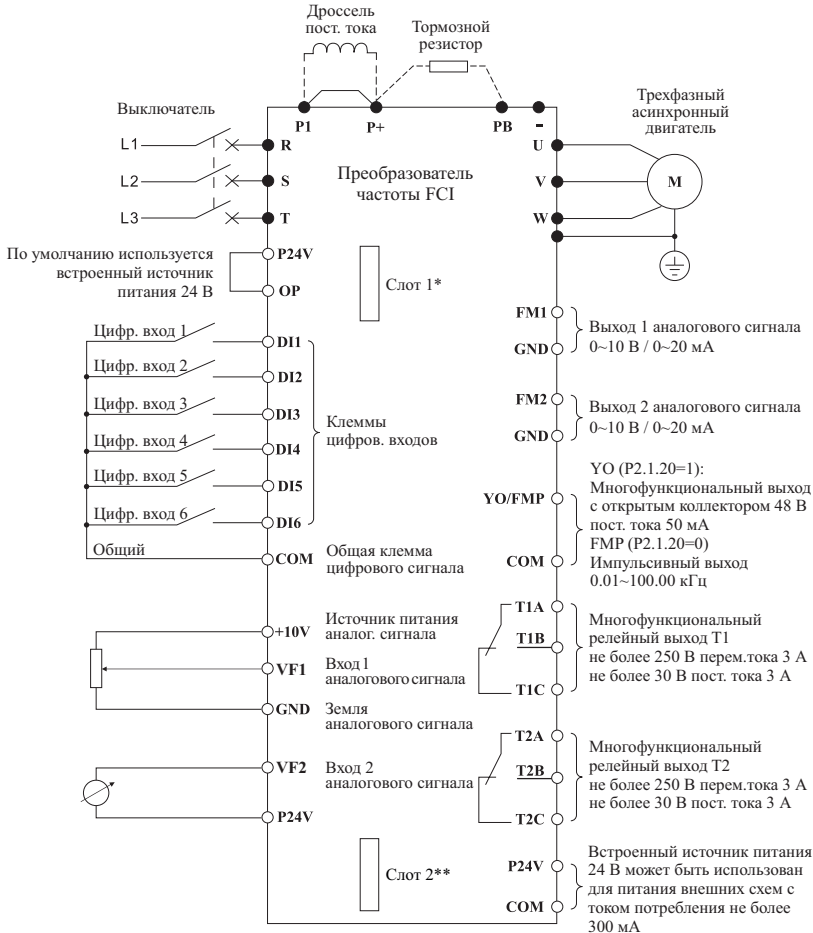 Дроссель
пост. тока
Тормозной
резистор
Выключатель
P1
P+
PB
-
Трехфазный
асинхронный
двигатель
L1
R
U
L2
S
Преобразователь
частоты FCI
V
M
L3
T
W
По умолчанию используется
встроенный источник
питания 24 В
P24V
OP
Слот 1*
FM1
GND
Выход 1 аналогового сигнала
0~10 В / 0~20 мА
Цифр. вход 1
DI1
Цифр. вход 2
DI2
Цифр. вход 3
DI3
Цифр. вход 4
DI4
Цифр. вход 5
DI5
Цифр. вход 6
DI6
Клеммы
цифров. входов
FM2
GND
Выход 2 аналогового сигнала
0~10 В / 0~20 мА
Общий
COM
Общая клемма
цифрового сигнала
YO/FMP
COM
YO (P2.1.20=1):
Многофункциональный выход
с открытым коллектором 48 В
пост. тока 50 мА
FMP (P2.1.20=0)
Импульсивный выход
0.01~100.00 кГц
+10V
Источник питания
аналог. сигнала
VF1
Вход 1
аналогового сигнала
GND
Земля
аналогового сигнала
T1A
T1B
T1C
Многофункциональный
релейный выход T1
не более 250 В перем.тока 3 А
не более 30 В пост. тока 3 А
VF2
Вход 2
аналогового сигнала
P24V
T2A
T2B
T2C
Многофункциональный
релейный выход T2
не более 250 В перем.тока 3 А
не более 30 В пост. тока 3 А
Слот 2**
P24V
COM
Встроенный источник питания
24 В может быть использован
для питания внешних схем с
током потребления не более
300 мА